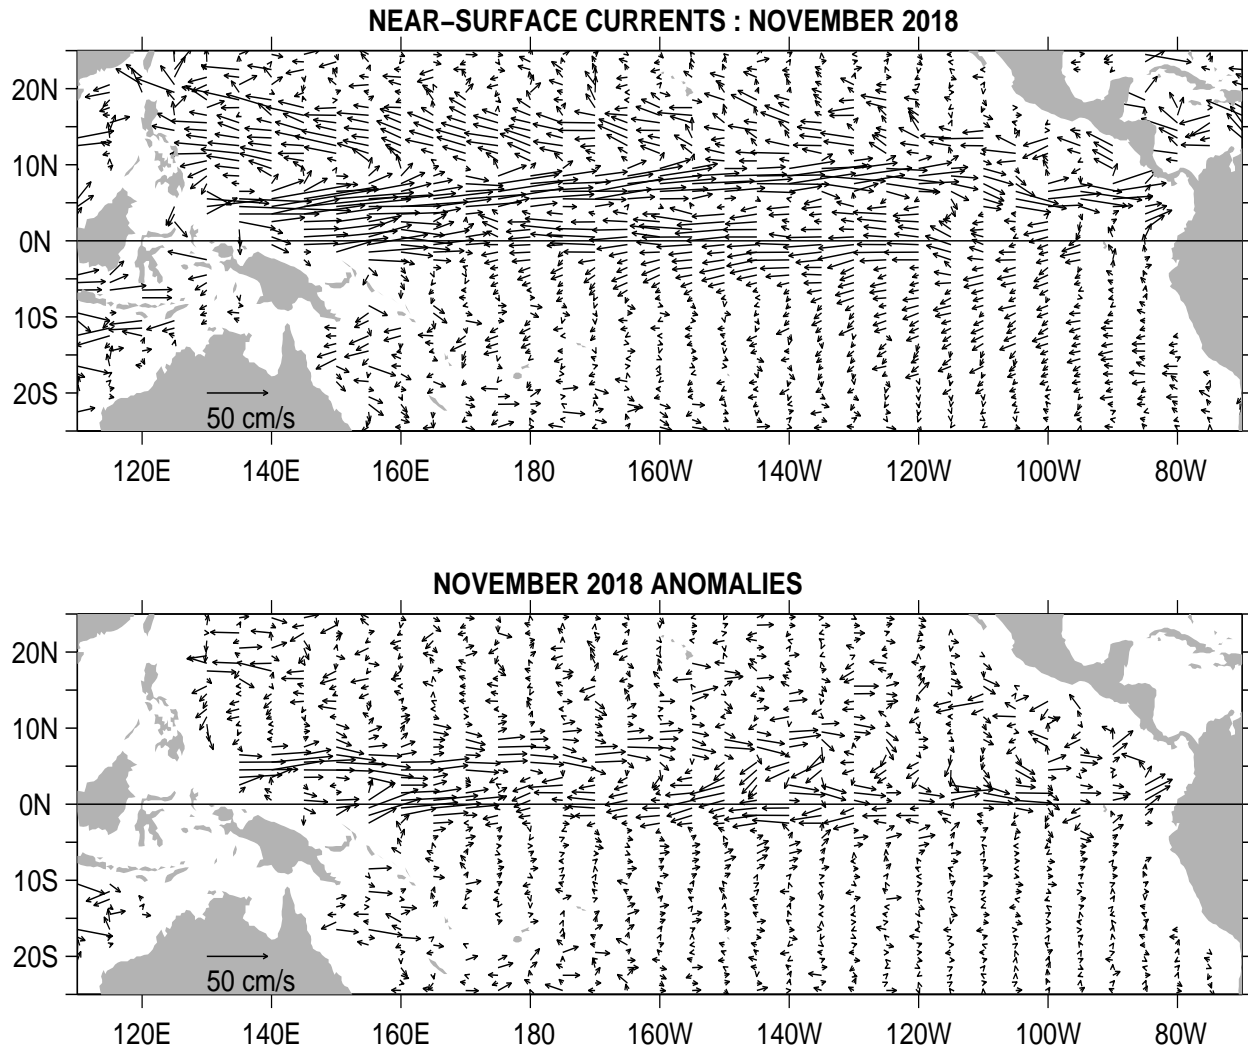 NEAR−SURFACE CURRENTS : NOVEMBER 2018
20N
10N
0N
10S
20S
50 cm/s
120E 140E 160E 180 160W 140W 120W 100W 80W
NOVEMBER 2018 ANOMALIES
20N
10N
0N
10S
20S
50 cm/s
120E 140E 160E 180 160W 140W 120W 100W 80W